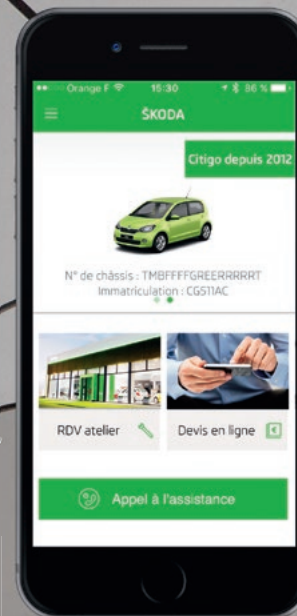 Orange F 15:30 86 %
ŠKODA
Citigo depuis 2012
N° de châssis : TMBFFFFGREERRRRRT
Immatriculation : CG511AC
RDV atelier
Devis en ligne
Appel à l'assistance